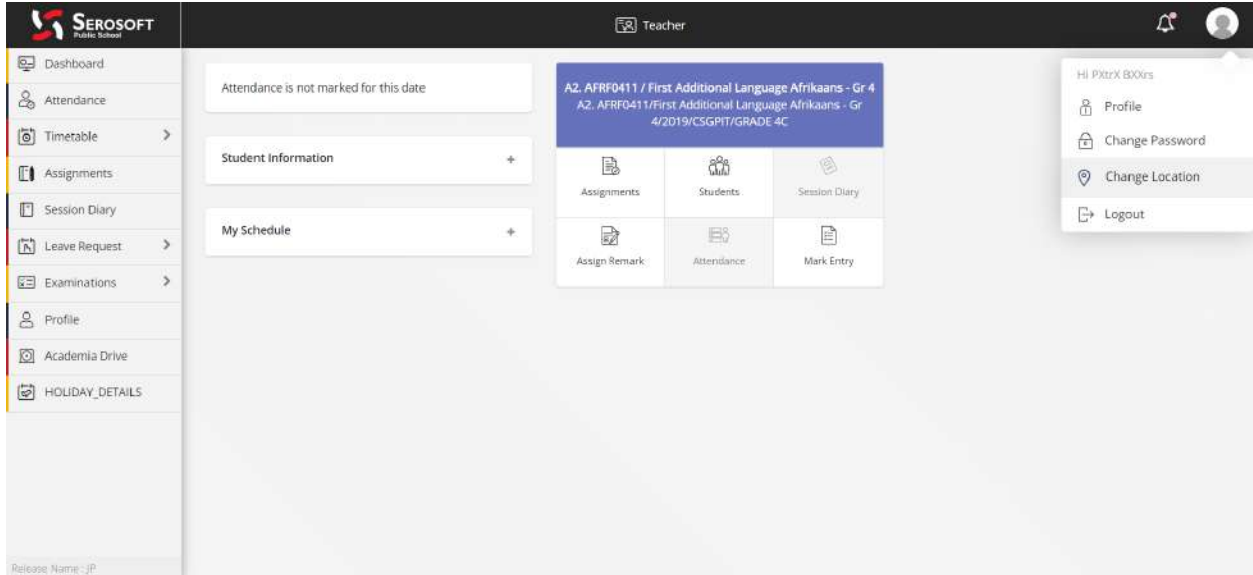 SEROSOFT
Public School
Teacher
Dashboard
Attendance
Timetable
Assignments
Session Diary
Leave Request
Examinations
Profile
Academia Drive
HOLIDAY_DETAILS
Release Name : JP
Attendance is not marked for this date
Student Information +
My Schedule +
A2. AFRF0411 / First Additional Language Afrikaans - Gr 4
A2. AFRF0411/First Additional Language Afrikaans - Gr
4/2019/CSGPIT/GRADE 4C
Assignments
Students
Session Diary
Assign Remark
Attendance
Mark Entry
Hi PXtrX BXXrs
Profile
Change Password
Change Location
Logout